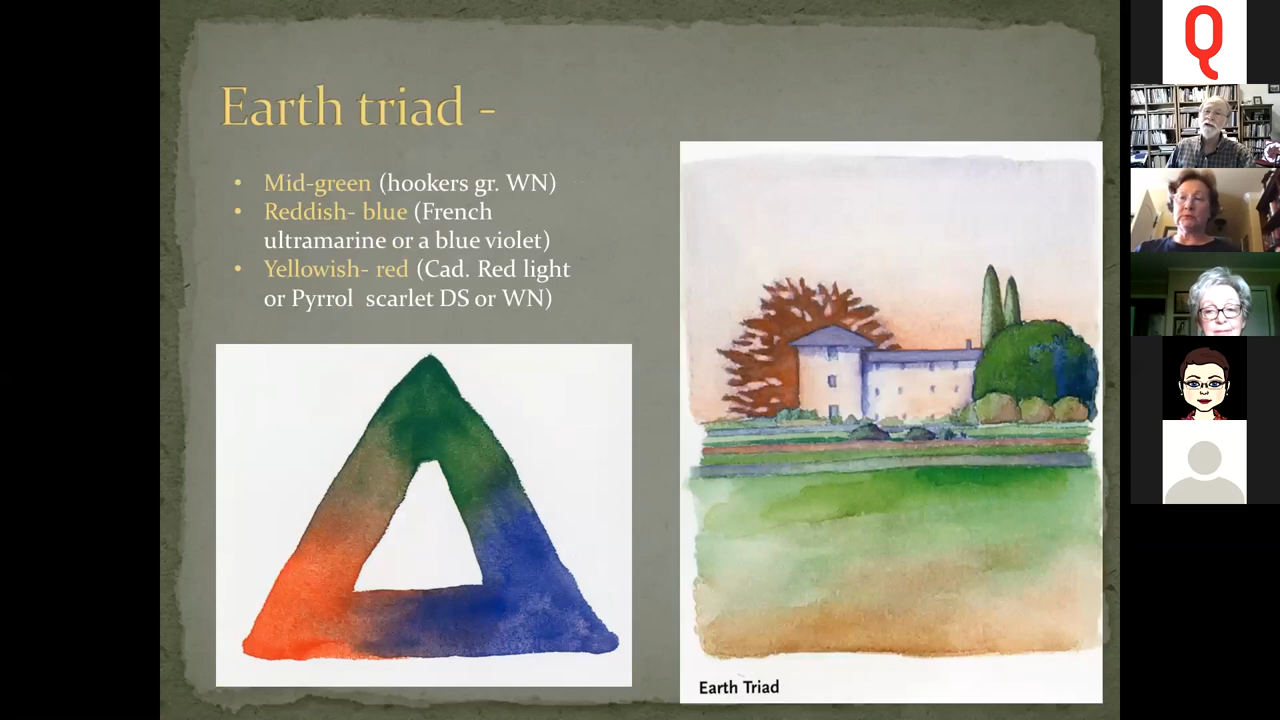 Earth triad -
• Mid-green (hookers gr. WN)
• Reddish- blue (French
ultramarine or a blue violet)
• Yellowish- red (Cad. Red light
or Pyrrol scarlet DS or WN)
Earth Triad
Q